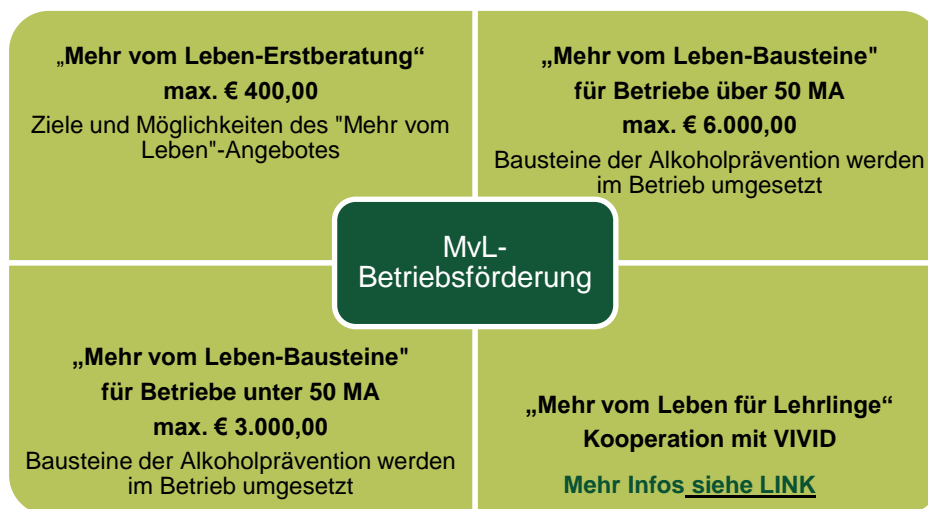 „Mehr vom Leben-Erstberatung“
max. € 400,00
Ziele und Möglichkeiten des "Mehr vom
Leben"-Angebotes
„Mehr vom Leben-Bausteine"
für Betriebe über 50 MA
max. € 6.000,00
Bausteine der Alkoholprävention werden
im Betrieb umgesetzt
MvL-
Betriebsförderung
„Mehr vom Leben-Bausteine"
für Betriebe unter 50 MA
max. € 3.000,00
Bausteine der Alkoholprävention werden
im Betrieb umgesetzt
„Mehr vom Leben für Lehrlinge“
Kooperation mit VIVID
Mehr Infos siehe LINK